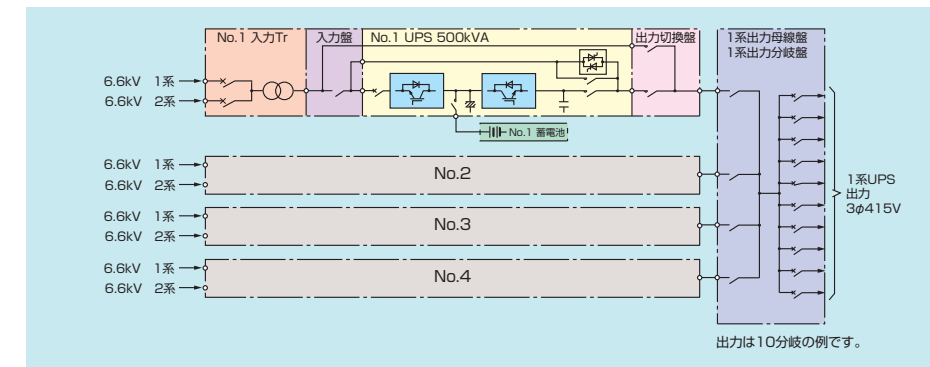 No.1 入力Tr
入力盤
No.1 UPS 500kVA
出力切換盤
1系出力母線盤
1系出力分岐盤
6.6kV 1系
6.6kV 2系
No.1 蓄電池
6.6kV 1系
6.6kV 2系
No.2
6.6kV 1系
6.6kV 2系
No.3
6.6kV 1系
6.6kV 2系
No.4
1系UPS
出力
3φ415V
出力は10分岐の例です。